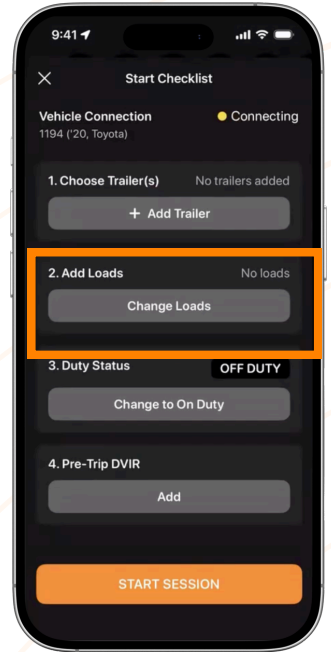 9:41
Start Checklist
Vehicle Connection
Connecting
1194 ('20, Toyota)
1. Choose Trailer(s)
No trailers added
+ Add Trailer
2. Add Loads
No loads
Change Loads
3. Duty Status
OFF DUTY
Change to On Duty
4. Pre-Trip DVIR
Add
START SESSION